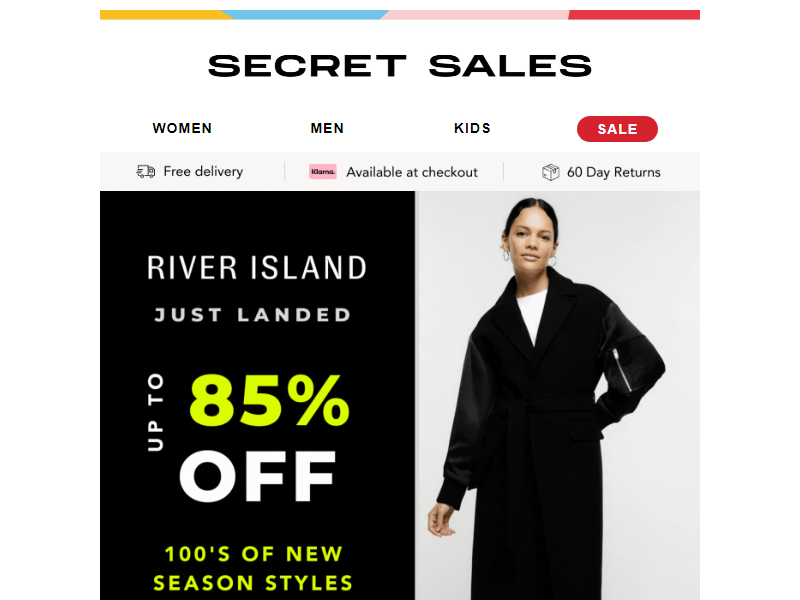 SECRET SALES
WOMEN MEN KIDS SALE
Free delivery Klarna. Available at checkout 60 Day Returns
RIVER ISLAND
JUST LANDED
UP TO
85%
OFF
100'S OF NEW
SEASON STYLES